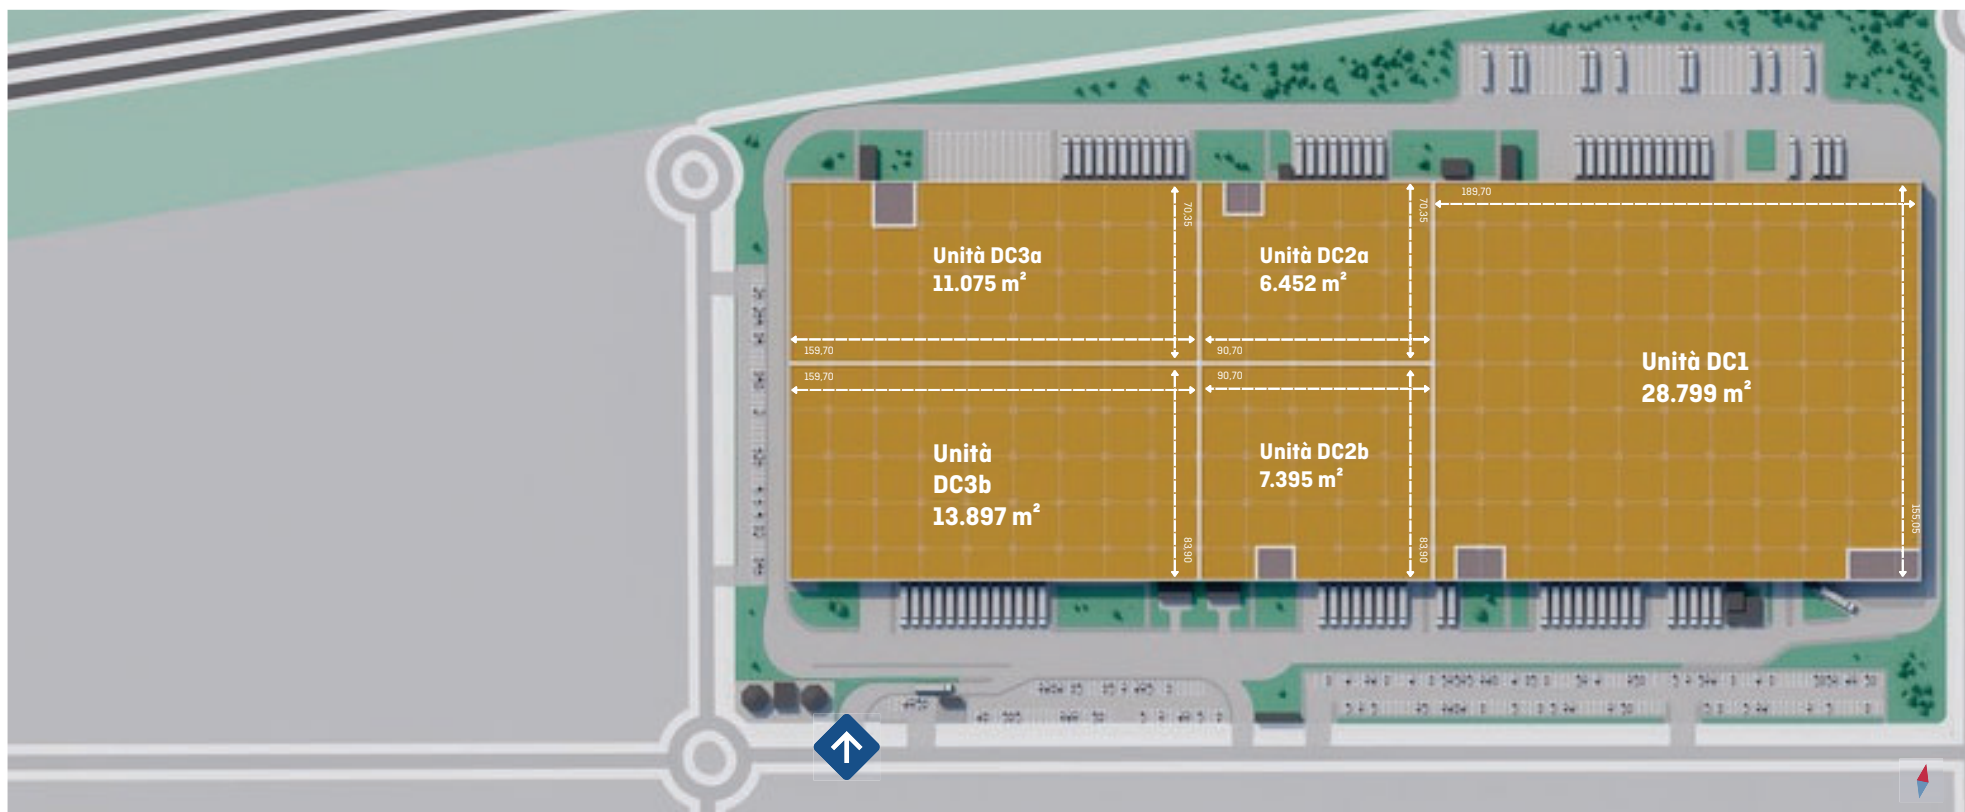 189,70
70,35
70,35
Unità DC3a
11.075 m²
Unità DC2a
6.452 m²
159,70
90,70
Unità DC1
28.799 m²
159,70
90,70
Unità
DC3b
13.897 m²
Unità DC2b
7.395 m²
83,90
83,90
155,05